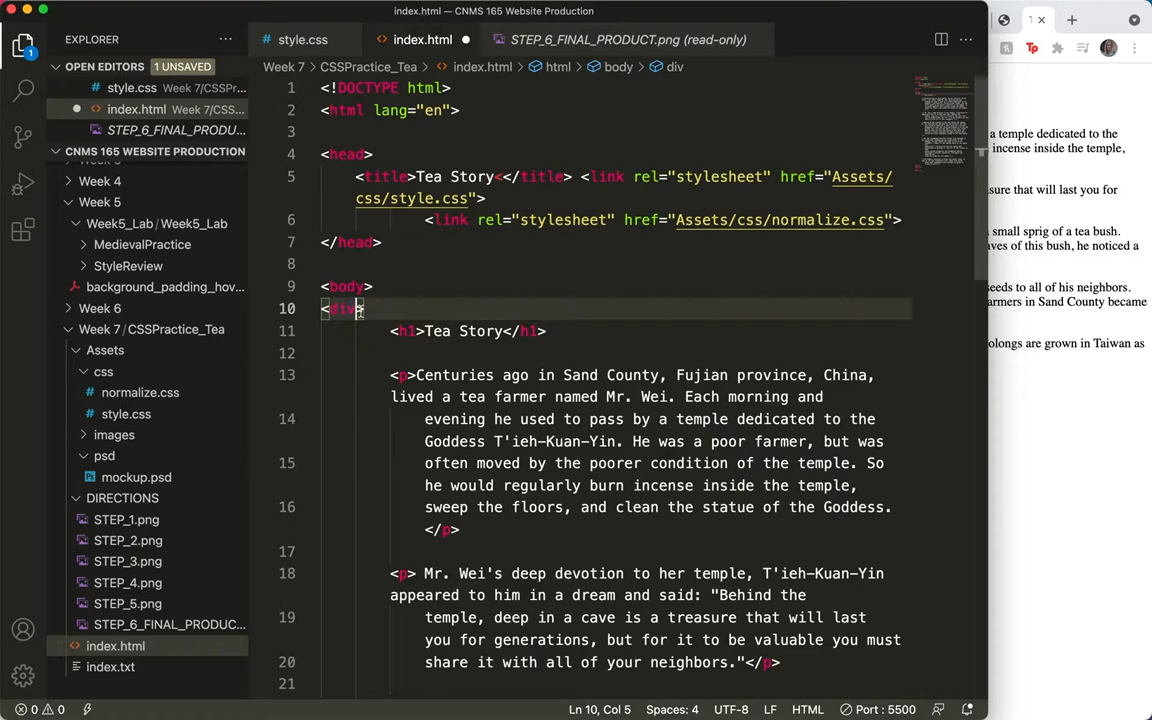 index.html — CNMS 165 Website Production
EXPLORER
style.css
index.html
STEP_6_FINAL_PRODUCT.png (read-only)
OPEN EDITORS 1 UNSAVED
style.css Week 7/CSSPr...
index.html Week 7/CSS...
STEP_6_FINAL_PRODU...
CNMS 165 WEBSITE PRODUCTION
Week 4
Week 5
Week5_Lab/Week5_Lab
MedievalPractice
StyleReview
background_padding_hov...
Week 6
Week 7 / CSSPractice_Tea
Assets
css
normalize.css
style.css
images
psd
mockup.psd
DIRECTIONS
STEP_1.png
STEP_2.png
STEP_3.png
STEP_4.png
STEP_5.png
STEP_6_FINAL_PRODUC...
index.html
index.txt
Week 7 > CSSPractice_Tea > index.html > html > body > div
1 <!DOCTYPE html>
2 <html lang="en">
3
4 <head>
5 <title>Tea Story<</title> <link rel="stylesheet" href="Assets/
css/style.css">
6 <link rel="stylesheet" href="Assets/css/normalize.css">
7 </head>
8
9 <body>
10 <div>
11 <h1>Tea Story</h1>
12
13 <p>Centuries ago in Sand County, Fujian province, China,
lived a tea farmer named Mr. Wei. Each morning and
14 evening he used to pass by a temple dedicated to the
Goddess T'ieh-Kuan-Yin. He was a poor farmer, but was
15 often moved by the poorer condition of the temple. So
he would regularly burn incense inside the temple,
16 sweep the floors, and clean the statue of the Goddess.
</p>
17
18 <p> Mr. Wei's deep devotion to her temple, T'ieh-Kuan-Yin
appeared to him in a dream and said: "Behind the
19 temple, deep in a cave is a treasure that will last
you for generations, but for it to be valuable you must
20 share it with all of your neighbors."</p>
21
a temple dedicated to the
incense inside the temple,
sure that will last you for
small sprig of a tea bush.
aves of this bush, he noticed a
seeds to all of his neighbors.
armers in Sand County became
olongs are grown in Taiwan as
0 0
Ln 10, Col 5 Spaces: 4 UTF-8 LF HTML Port : 5500